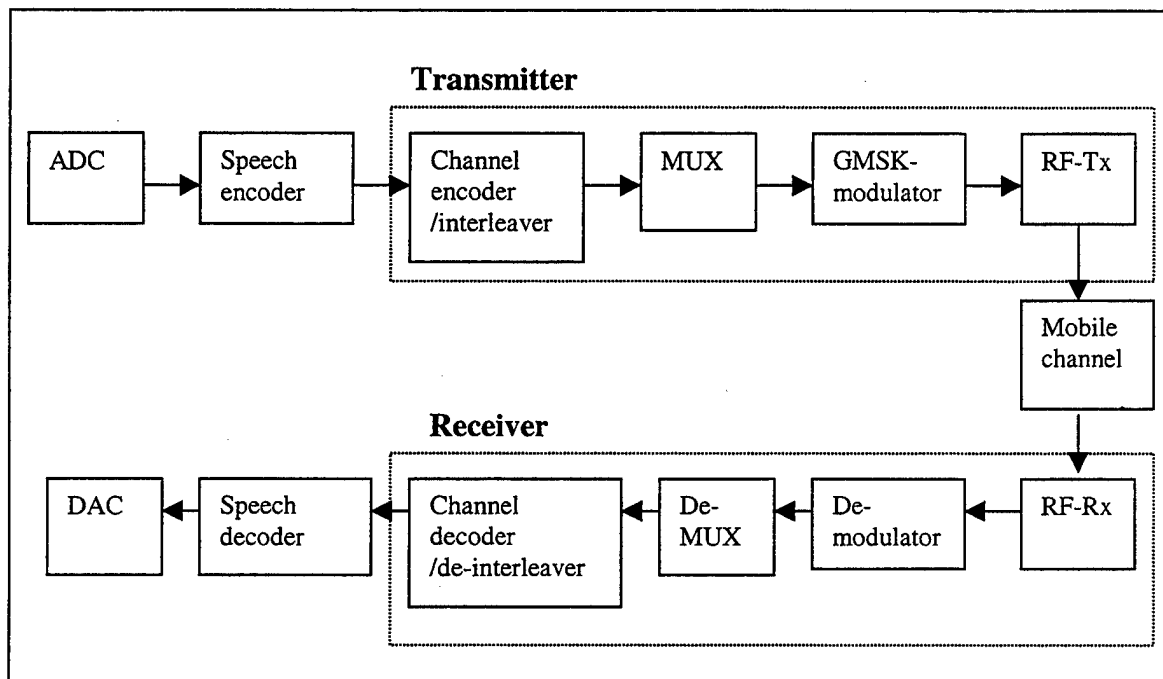 Transmitter
ADC
Speech
encoder
Channel
encoder
/interleaver
MUX
GMSK-
modulator
RF-Tx
Mobile
channel
Receiver
DAC
Speech
decoder
Channel
decoder
/de-interleaver
De-
MUX
De-
modulator
RF-Rx